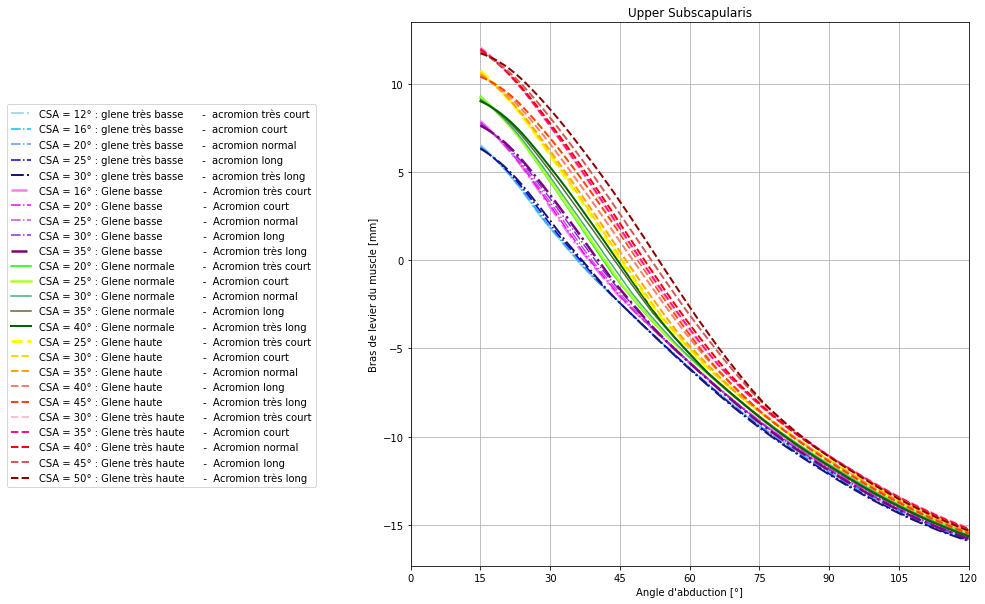 Upper Subscapularis
CSA = 12° : glene très basse - acromion très court
CSA = 16° : glene très basse - acromion court
CSA = 20° : glene très basse - acromion normal
CSA = 25° : glene très basse - acromion long
CSA = 30° : glene très basse - acromion très long
CSA = 16° : Glene basse - Acromion très court
CSA = 20° : Glene basse - Acromion court
CSA = 25° : Glene basse - Acromion normal
CSA = 30° : Glene basse - Acromion long
CSA = 35° : Glene basse - Acromion très long
CSA = 20° : Glene normale - Acromion très court
CSA = 25° : Glene normale - Acromion court
CSA = 30° : Glene normale - Acromion normal
CSA = 35° : Glene normale - Acromion long
CSA = 40° : Glene normale - Acromion très long
CSA = 25° : Glene haute - Acromion très court
CSA = 30° : Glene haute - Acromion court
CSA = 35° : Glene haute - Acromion normal
CSA = 40° : Glene haute - Acromion long
CSA = 45° : Glene haute - Acromion très long
CSA = 30° : Glene très haute - Acromion très court
CSA = 35° : Glene très haute - Acromion court
CSA = 40° : Glene très haute - Acromion normal
CSA = 45° : Glene très haute - Acromion long
CSA = 50° : Glene très haute - Acromion très long
Bras de levier du muscle [mm]
10
5
0
−5
−10
−15
0 15 30 45 60 75 90 105 120
Angle d'abduction [°]